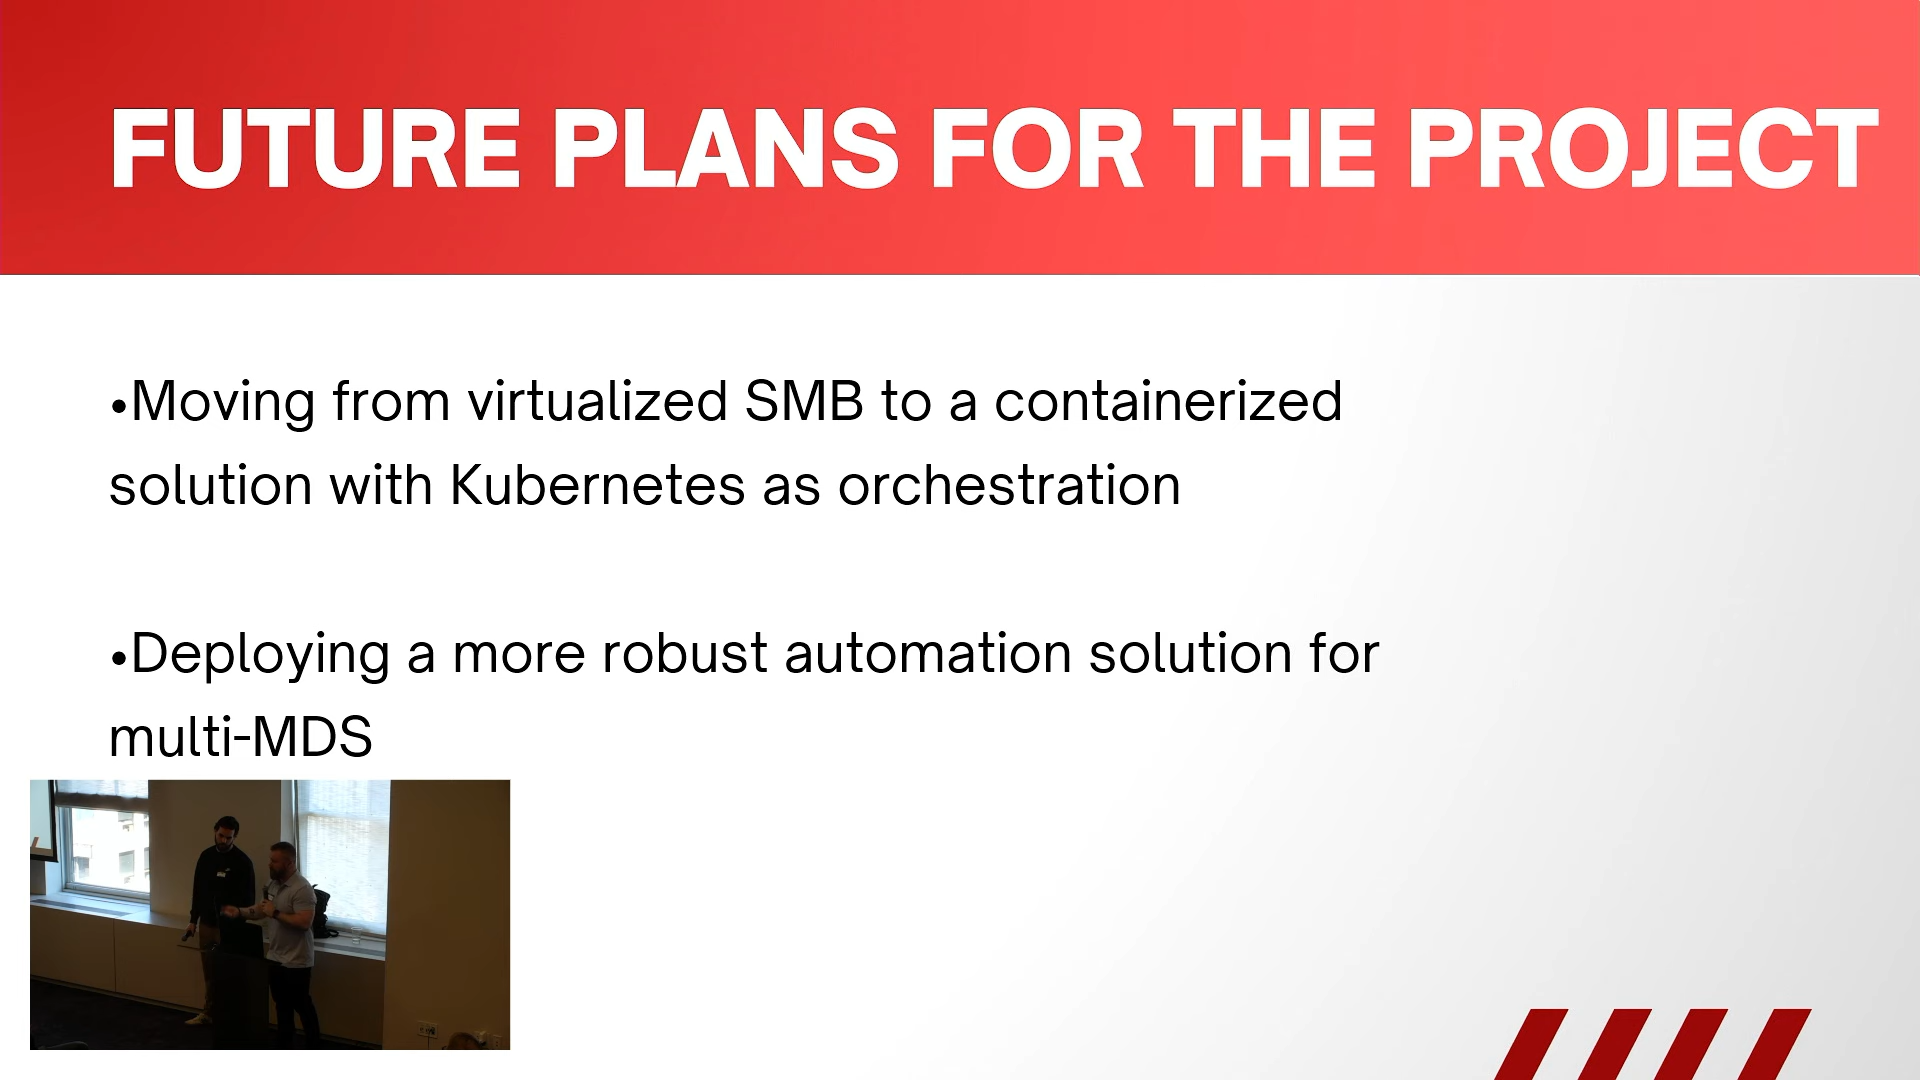 FUTURE PLANS FOR THE PROJECT
•Moving from virtualized SMB to a containerized
solution with Kubernetes as orchestration
•Deploying a more robust automation solution for
multi-MDS